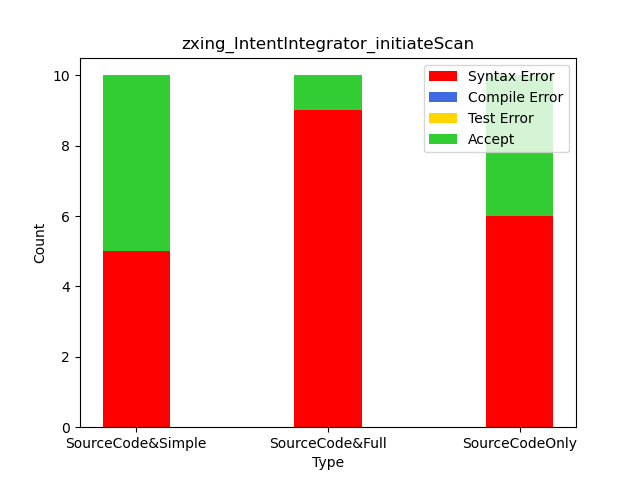 zxing_IntentIntegrator_initiateScan
Syntax Error
Compile Error
Test Error
Accept
Count
10
8
6
4
2
0
SourceCode&Simple
SourceCode&Full
SourceCodeOnly
Type